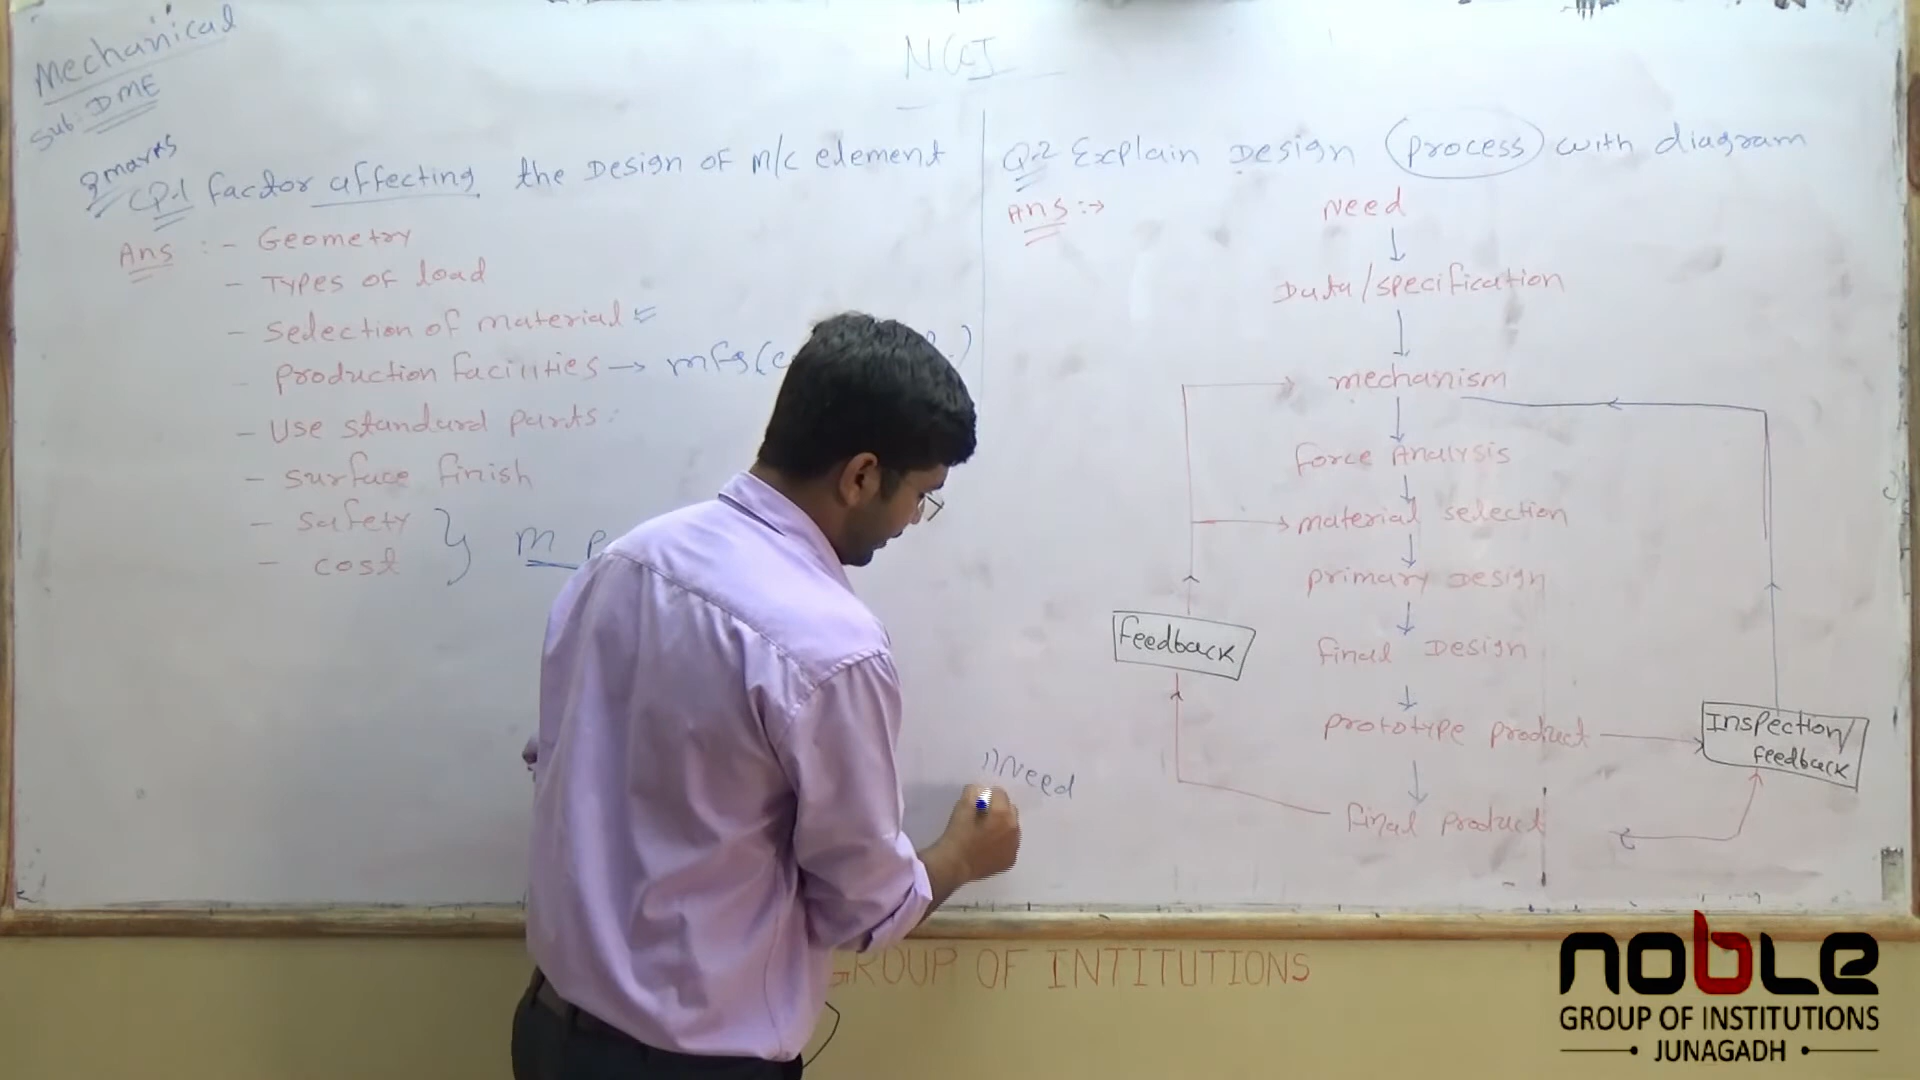 Mechanical
Sub: DME
NGI
marks
Q-1 factor affecting the Design of m/c element
Ans :- Geometry
- Types of load
- selection of material
- production facilities → mfg(
- Use standard parts:
- surface finish
- safety
- cost
m
Q-2 Explain Design process with diagram
Ans :→
Need
Data/specification
mechanism
force Analysis
material selection
primary Design
final Design
prototype product
final product
feedback
Inspection/
feedback
1) Need
GROUP OF INTITUTIONS
noble
GROUP OF INSTITUTIONS
JUNAGADH